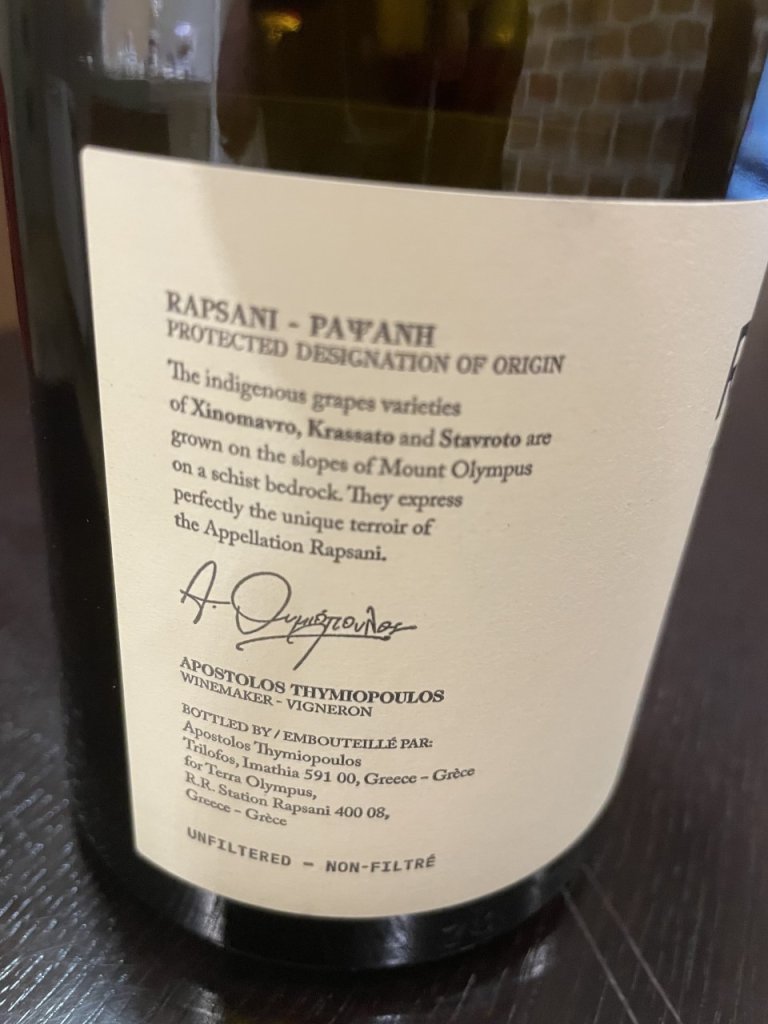 RAPSANI - ΡΑΨΑΝΗ
PROTECTED DESIGNATION OF ORIGIN
The indigenous grapes varieties
of Xinomavro, Krassato and Stavroto are
grown on the slopes of Mount Olympus
on a schist bedrock. They express
perfectly the unique terroir of
the Appellation Rapsani.
Α. Θυμιόπουλος
APOSTOLOS THYMIOPOULOS
WINEMAKER - VIGNERON
BOTTLED BY / EMBOUTEILLÉ PAR:
Apostolos Thymiopoulos
Trilofos, Imathia 591 00, Greece – Grèce
for Terra Olympus,
R.R. Station Rapsani 400 08,
Greece – Grèce
UNFILTERED – NON-FILTRÉ